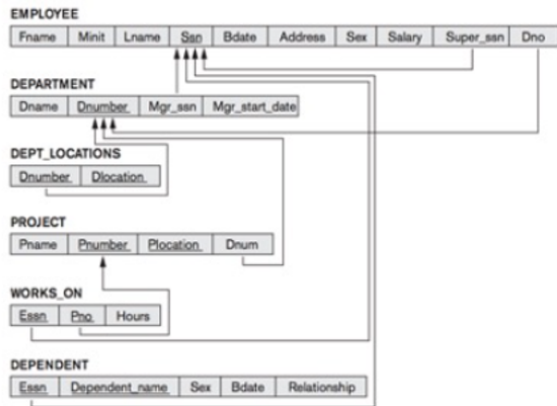 EMPLOYEE
Fname Minit Lname Ssn Bdate Address Sex Salary Super_ssn Dno
DEPARTMENT
Dname Dnumber Mgr_ssn Mgr_start_date
DEPT_LOCATIONS
Dnumber Dlocation
PROJECT
Pname Pnumber Plocation Dnum
WORKS_ON
Essn Pno Hours
DEPENDENT
Essn Dependent_name Sex Bdate Relationship